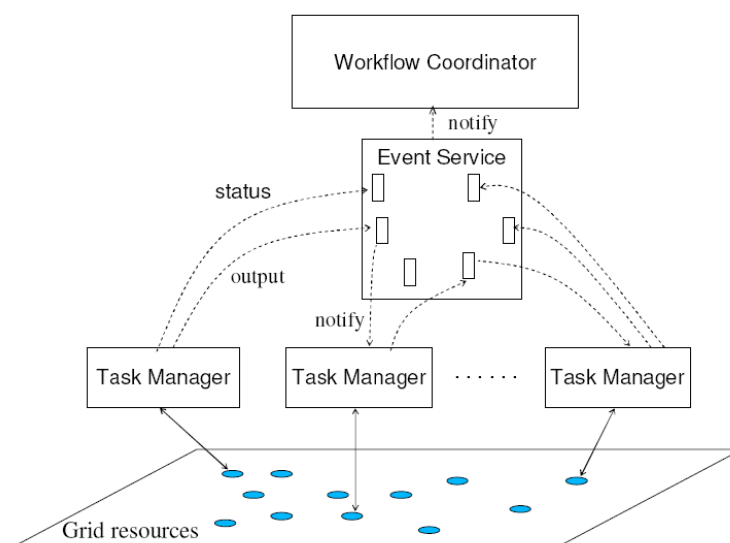 Workflow Coordinator
notify
Event Service
status
output
notify
Task Manager
Task Manager
. . . . . .
Task Manager
Grid resources